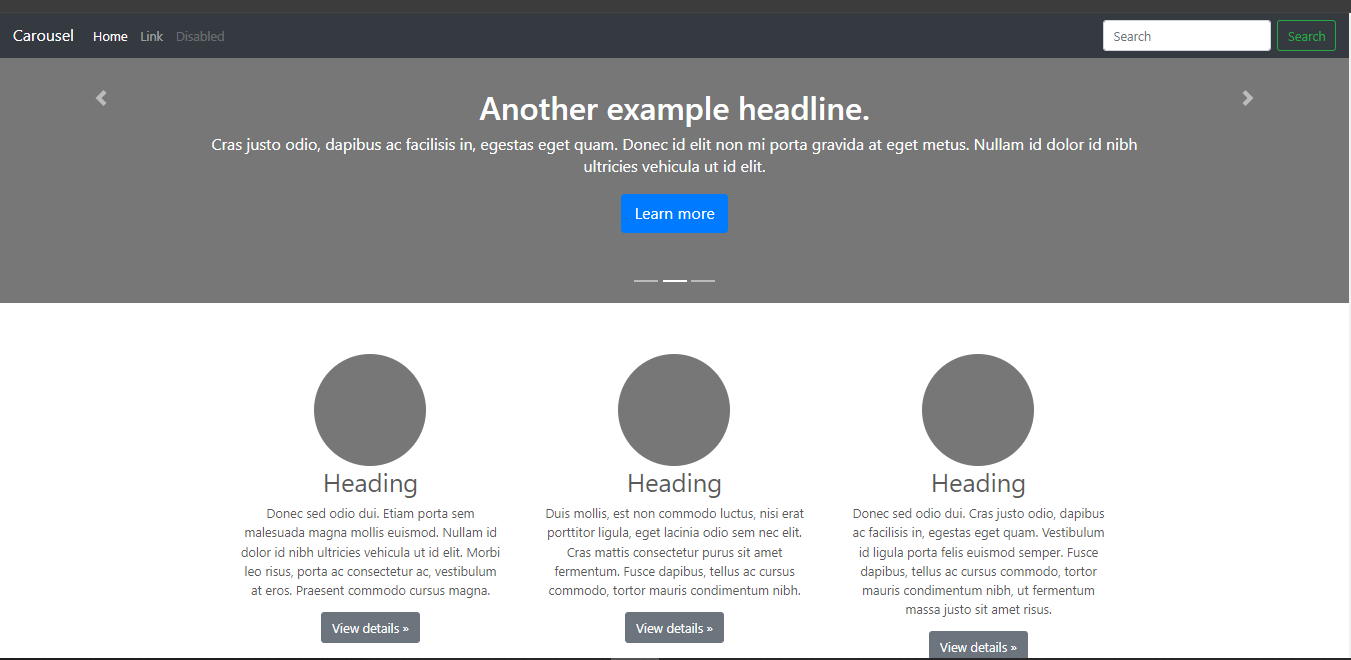 Carousel Home Link Disabled Search Search
Another example headline.
Cras justo odio, dapibus ac facilisis in, egestas eget quam. Donec id elit non mi porta gravida at eget metus. Nullam id dolor id nibh
ultricies vehicula ut id elit.
Learn more
Heading
Donec sed odio dui. Etiam porta sem
malesuada magna mollis euismod. Nullam id
dolor id nibh ultricies vehicula ut id elit. Morbi
leo risus, porta ac consectetur ac, vestibulum
at eros. Praesent commodo cursus magna.
View details »
Heading
Duis mollis, est non commodo luctus, nisi erat
porttitor ligula, eget lacinia odio sem nec elit.
Cras mattis consectetur purus sit amet
fermentum. Fusce dapibus, tellus ac cursus
commodo, tortor mauris condimentum nibh.
View details »
Heading
Donec sed odio dui. Cras justo odio, dapibus
ac facilisis in, egestas eget quam. Vestibulum
id ligula porta felis euismod semper. Fusce
dapibus, tellus ac cursus commodo, tortor
mauris condimentum nibh, ut fermentum
massa justo sit amet risus.
View details »